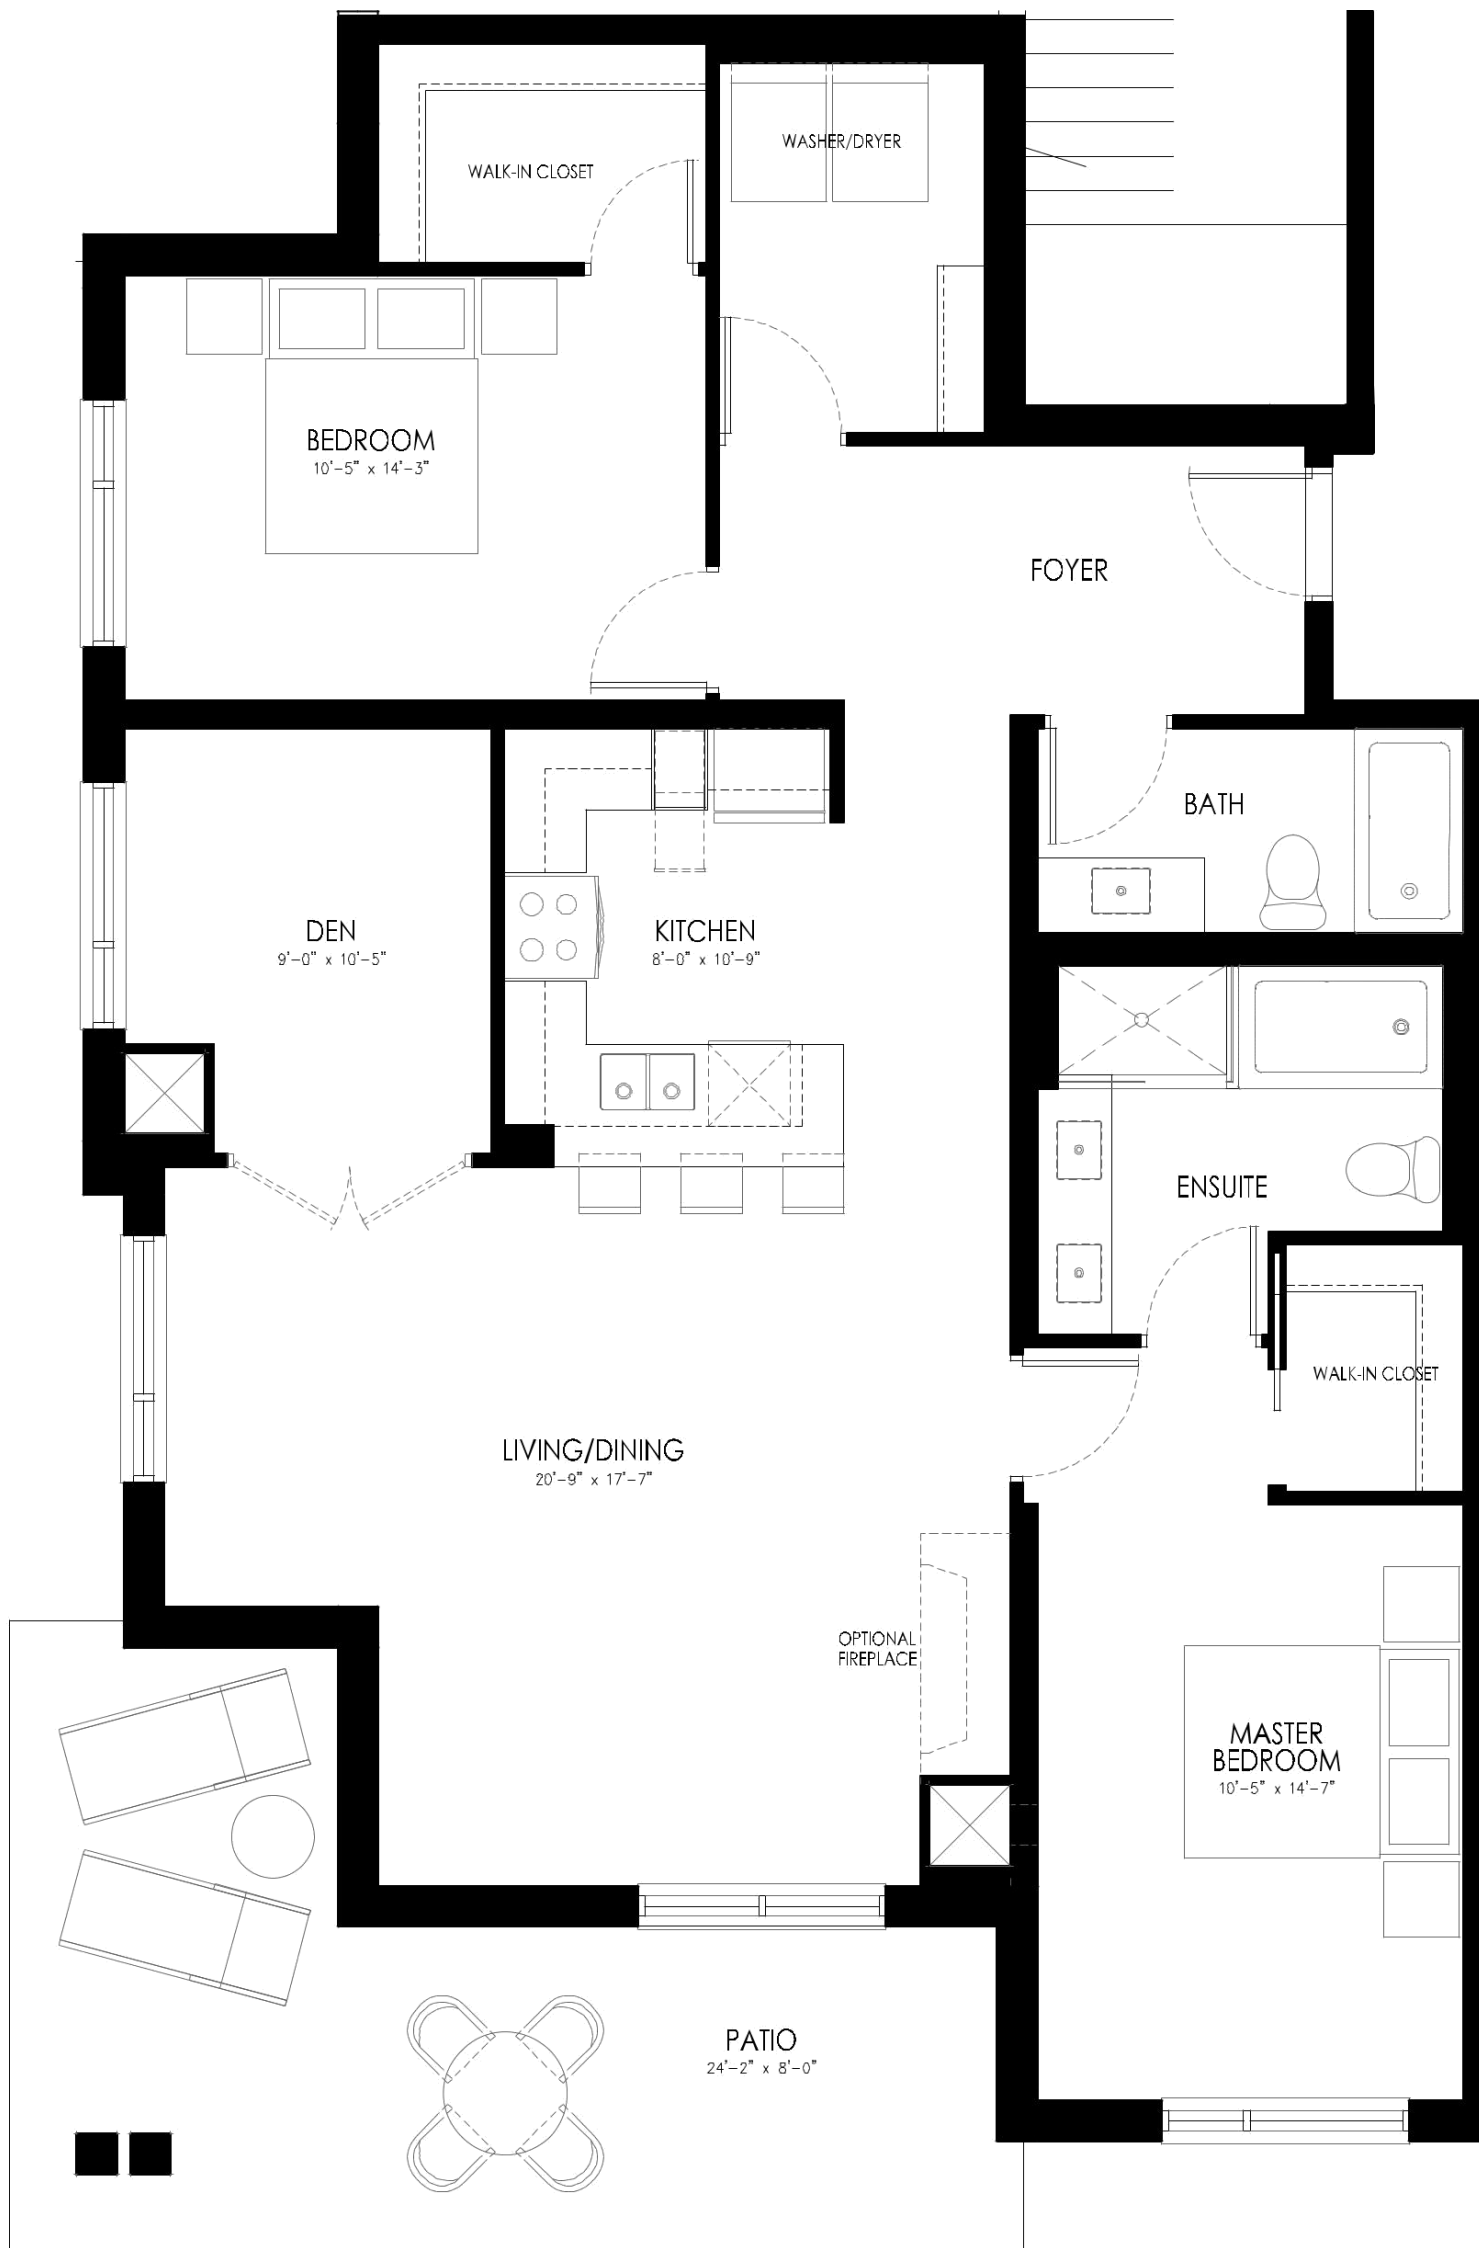 WASHER/DRYER
WALK-IN CLOSET
BEDROOM
10'-5" x 14'-3"
FOYER
BATH
DEN
9'-0" x 10'-5"
KITCHEN
8'-0" x 10'-9"
ENSUITE
WALK-IN CLOSET
LIVING/DINING
20'-9" x 17'-7"
OPTIONAL
FIREPLACE
MASTER
BEDROOM
10'-5" x 14'-7"
PATIO
24'-2" x 8'-0"